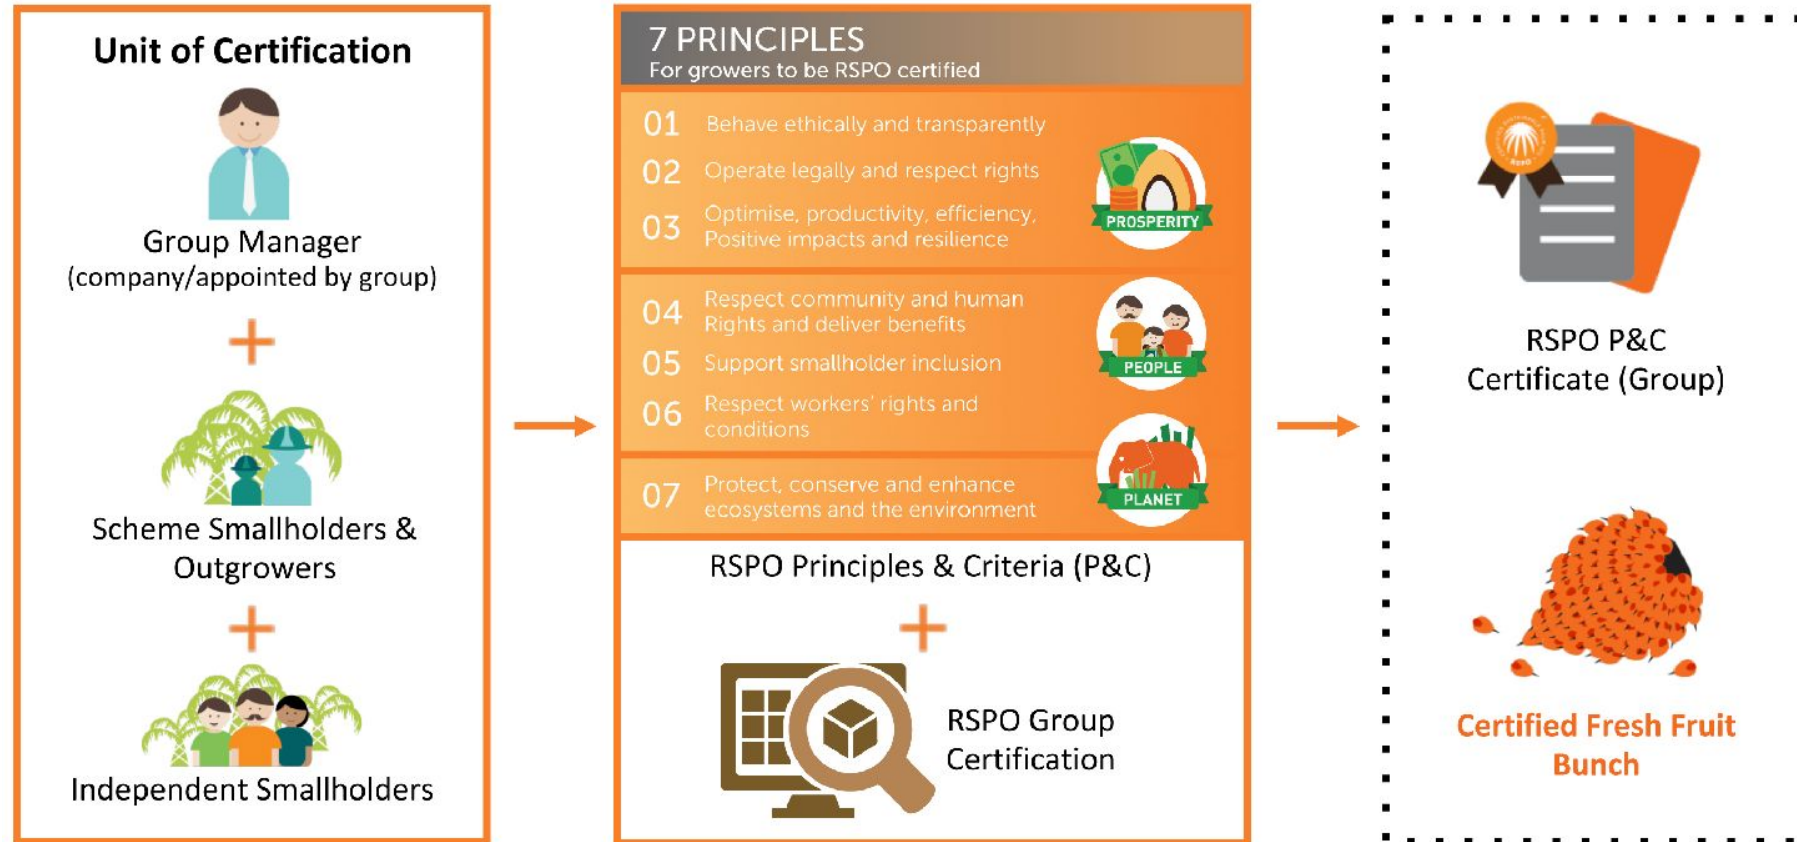 Unit of Certification
Group Manager
(company/appointed by group)
+
Scheme Smallholders &
Outgrowers
+
Independent Smallholders
7 PRINCIPLES
For growers to be RSPO certified
01 Behave ethically and transparently
02 Operate legally and respect rights
03 Optimise, productivity, efficiency,
Positive impacts and resilience
PROSPERITY
04 Respect community and human
Rights and deliver benefits
05 Support smallholder inclusion
06 Respect workers' rights and
conditions
PEOPLE
07 Protect, conserve and enhance
ecosystems and the environment
PLANET
RSPO Principles & Criteria (P&C)
+
RSPO Group
Certification
RSPO
RSPO P&C
Certificate (Group)
Certified Fresh Fruit
Bunch